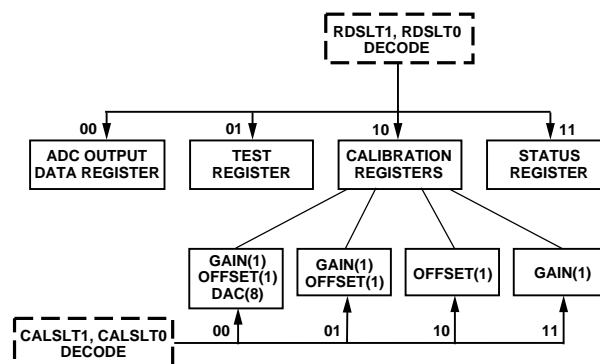 RDSLT1, RDSLT0
DECODE
00
01
10
11
ADC OUTPUT
DATA REGISTER
TEST
REGISTER
CALIBRATION
REGISTERS
STATUS
REGISTER
GAIN(1)
OFFSET(1)
DAC(8)
GAIN(1)
OFFSET(1)
OFFSET(1)
GAIN(1)
CALSLT1, CALSLT0
DECODE
00
01
10
11